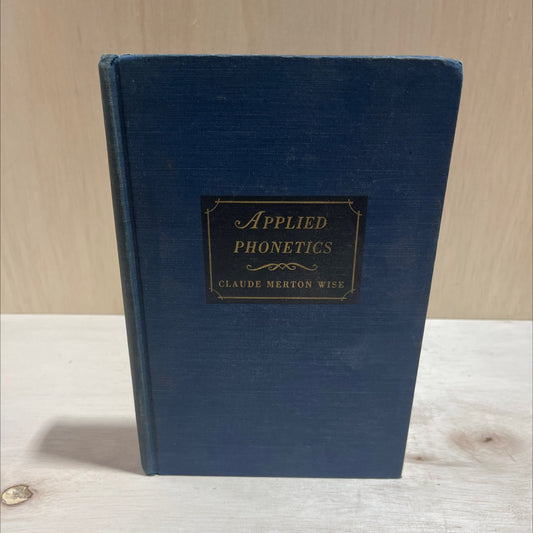 APPLIED
PHONETICS
CLAUDE MERTON WISE